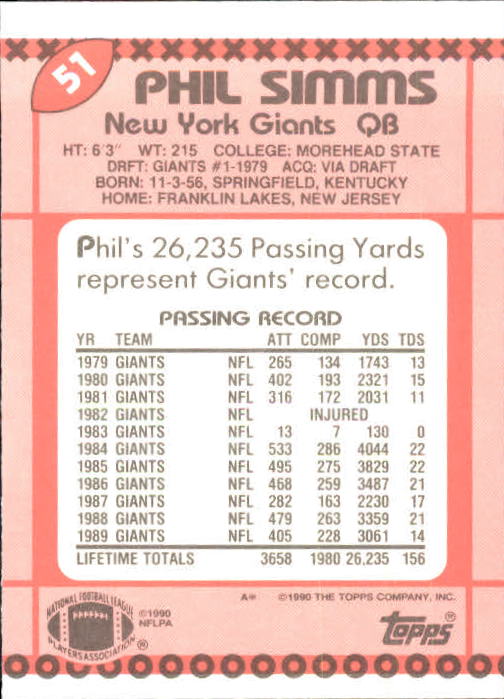 51
PHIL SIMMS
New York Giants QB
HT: 6'3" WT: 215 COLLEGE: MOREHEAD STATE
DRFT: GIANTS #1-1979 ACQ: VIA DRAFT
BORN: 11-3-56, SPRINGFIELD, KENTUCKY
HOME: FRANKLIN LAKES, NEW JERSEY
Phil's 26,235 Passing Yards
represent Giants' record.
PASSING RECORD
YR TEAM ATT COMP YDS TDS
1979 GIANTS NFL 265 134 1743 13
1980 GIANTS NFL 402 193 2321 15
1981 GIANTS NFL 316 172 2031 11
1982 GIANTS NFL INJURED
1983 GIANTS NFL 13 7 130 0
1984 GIANTS NFL 533 286 4044 22
1985 GIANTS NFL 495 275 3829 22
1986 GIANTS NFL 468 259 3487 21
1987 GIANTS NFL 282 163 2230 17
1988 GIANTS NFL 479 263 3359 21
1989 GIANTS NFL 405 228 3061 14
LIFETIME TOTALS 3658 1980 26,235 156
A* ©1990 THE TOPPS COMPANY, INC.
NATIONAL FOOTBALL LEAGUE
PLAYERS ASSOCIATION ®
©1990
NFLPA
topps®